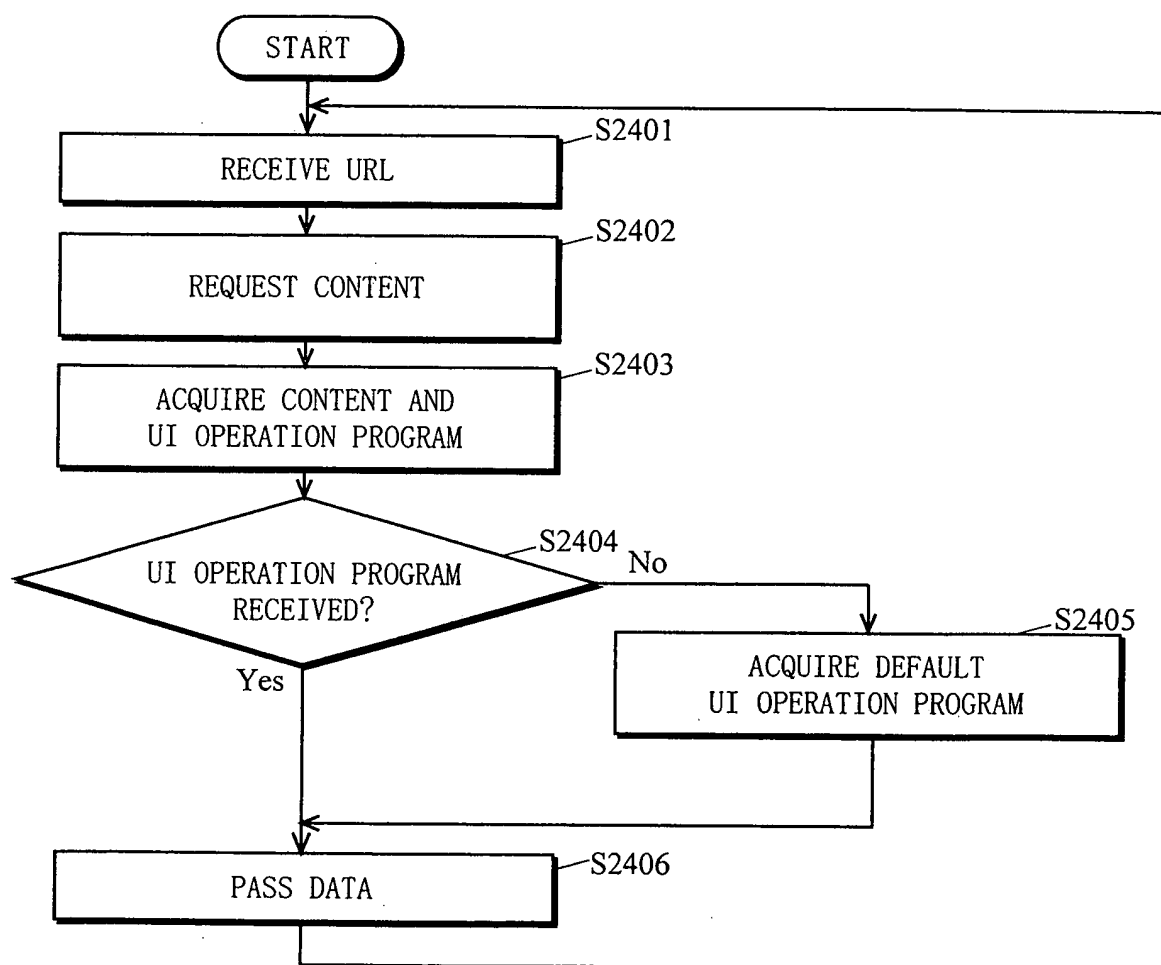 START
S2401
RECEIVE URL
S2402
REQUEST CONTENT
S2403
ACQUIRE CONTENT AND
UI OPERATION PROGRAM
S2404
UI OPERATION PROGRAM
RECEIVED?
No
Yes
S2405
ACQUIRE DEFAULT
UI OPERATION PROGRAM
S2406
PASS DATA